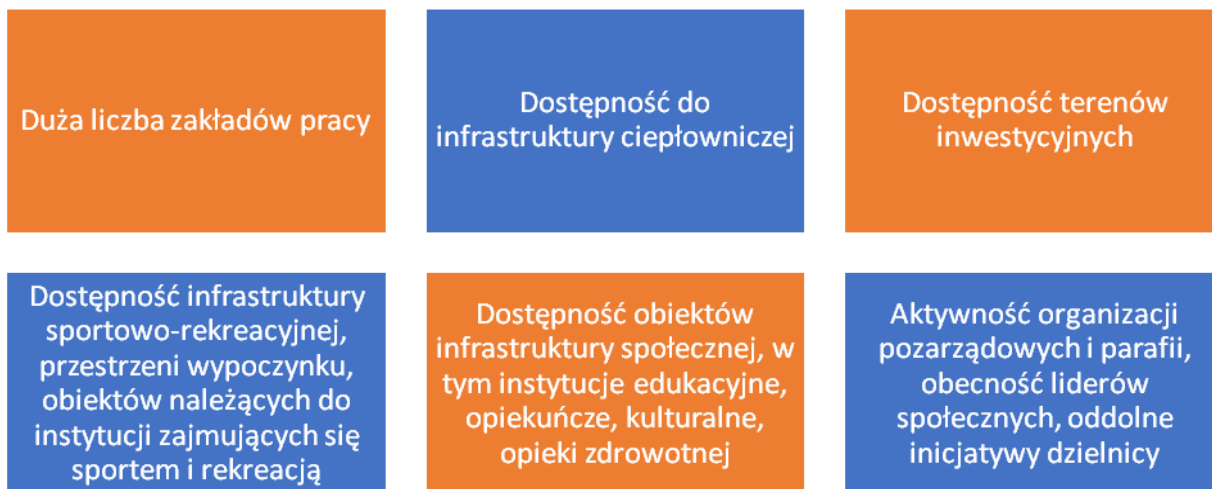 Duża liczba zakładów pracy
Dostępność do
infrastruktury ciepłowniczej
Dostępność terenów
inwestycyjnych
Dostępność infrastruktury
sportowo-rekreacyjnej,
przestrzeni wypoczynku,
obiektów należących do
instytucji zajmujących się
sportem i rekreacją
Dostępność obiektów
infrastruktury społecznej, w
tym instytucje edukacyjne,
opiekuńcze, kulturalne,
opieki zdrowotnej
Aktywność organizacji
pozarządowych i parafii,
obecność liderów
społecznych, oddolne
inicjatywy dzielnicy